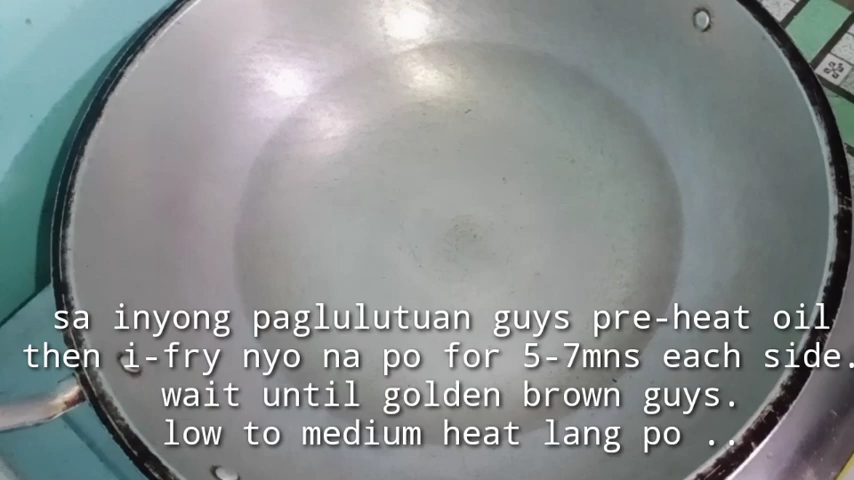 sa inyong paglulutuan guys pre-heat oil
then i-fry nyo na po for 5-7mns each side.
wait until golden brown guys.
low to medium heat lang po ..